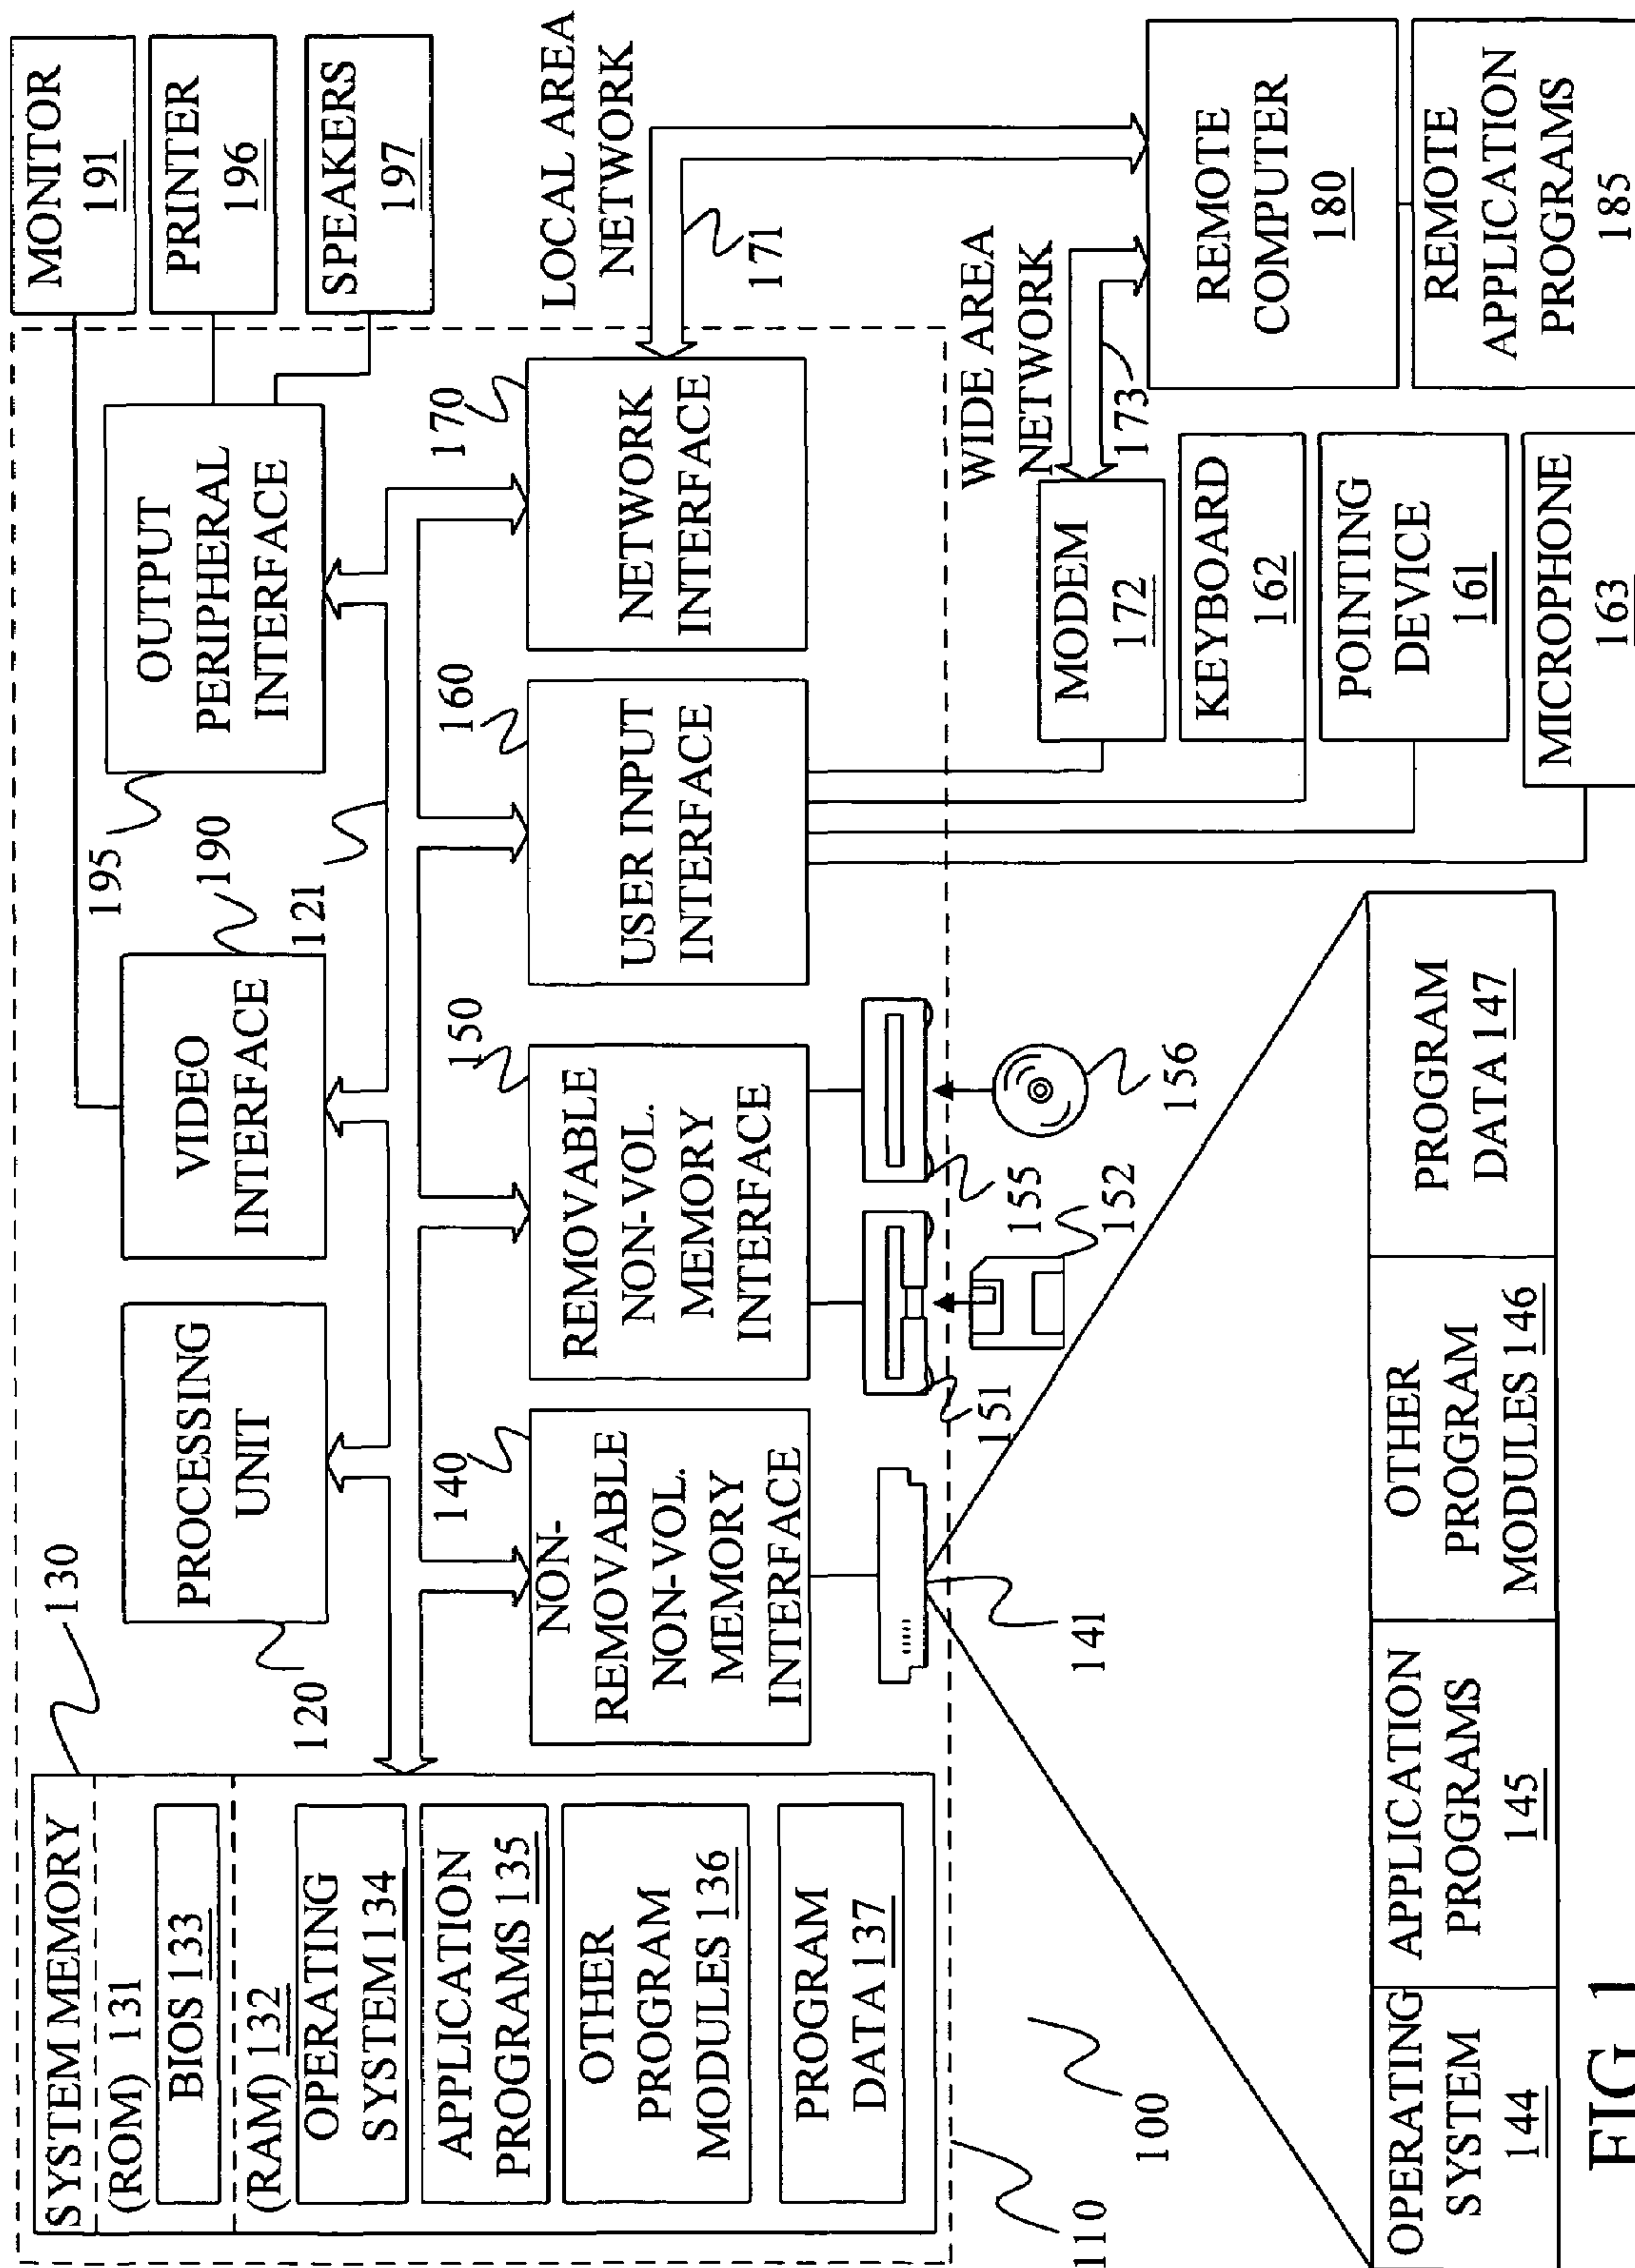 SYSTEM MEMORY
(ROM) 131
BIOS 133
(RAM) 132
OPERATING
SYSTEM 134
APPLICATION
PROGRAMS 135
OTHER
PROGRAM
MODULES 136
PROGRAM
DATA 137
130
PROCESSING
UNIT
120
VIDEO
INTERFACE
190
121
OUTPUT
PERIPHERAL
INTERFACE
195
MONITOR
191
PRINTER
196
SPEAKERS
197
NON-
REMOVABLE
NON-VOL.
MEMORY
INTERFACE
140
REMOVABLE
NON-VOL.
MEMORY
INTERFACE
150
USER INPUT
INTERFACE
160
NETWORK
INTERFACE
170
LOCAL AREA
NETWORK
171
WIDE AREA
NETWORK
173
MODEM
172
KEYBOARD
162
POINTING
DEVICE
161
MICROPHONE
163
REMOTE
COMPUTER
180
REMOTE
APPLICATION
PROGRAMS
185
141
151
152
155
156
110
100
OPERATING
SYSTEM
144
APPLICATION
PROGRAMS
145
OTHER
PROGRAM
MODULES 146
PROGRAM
DATA 147
FIG. 1